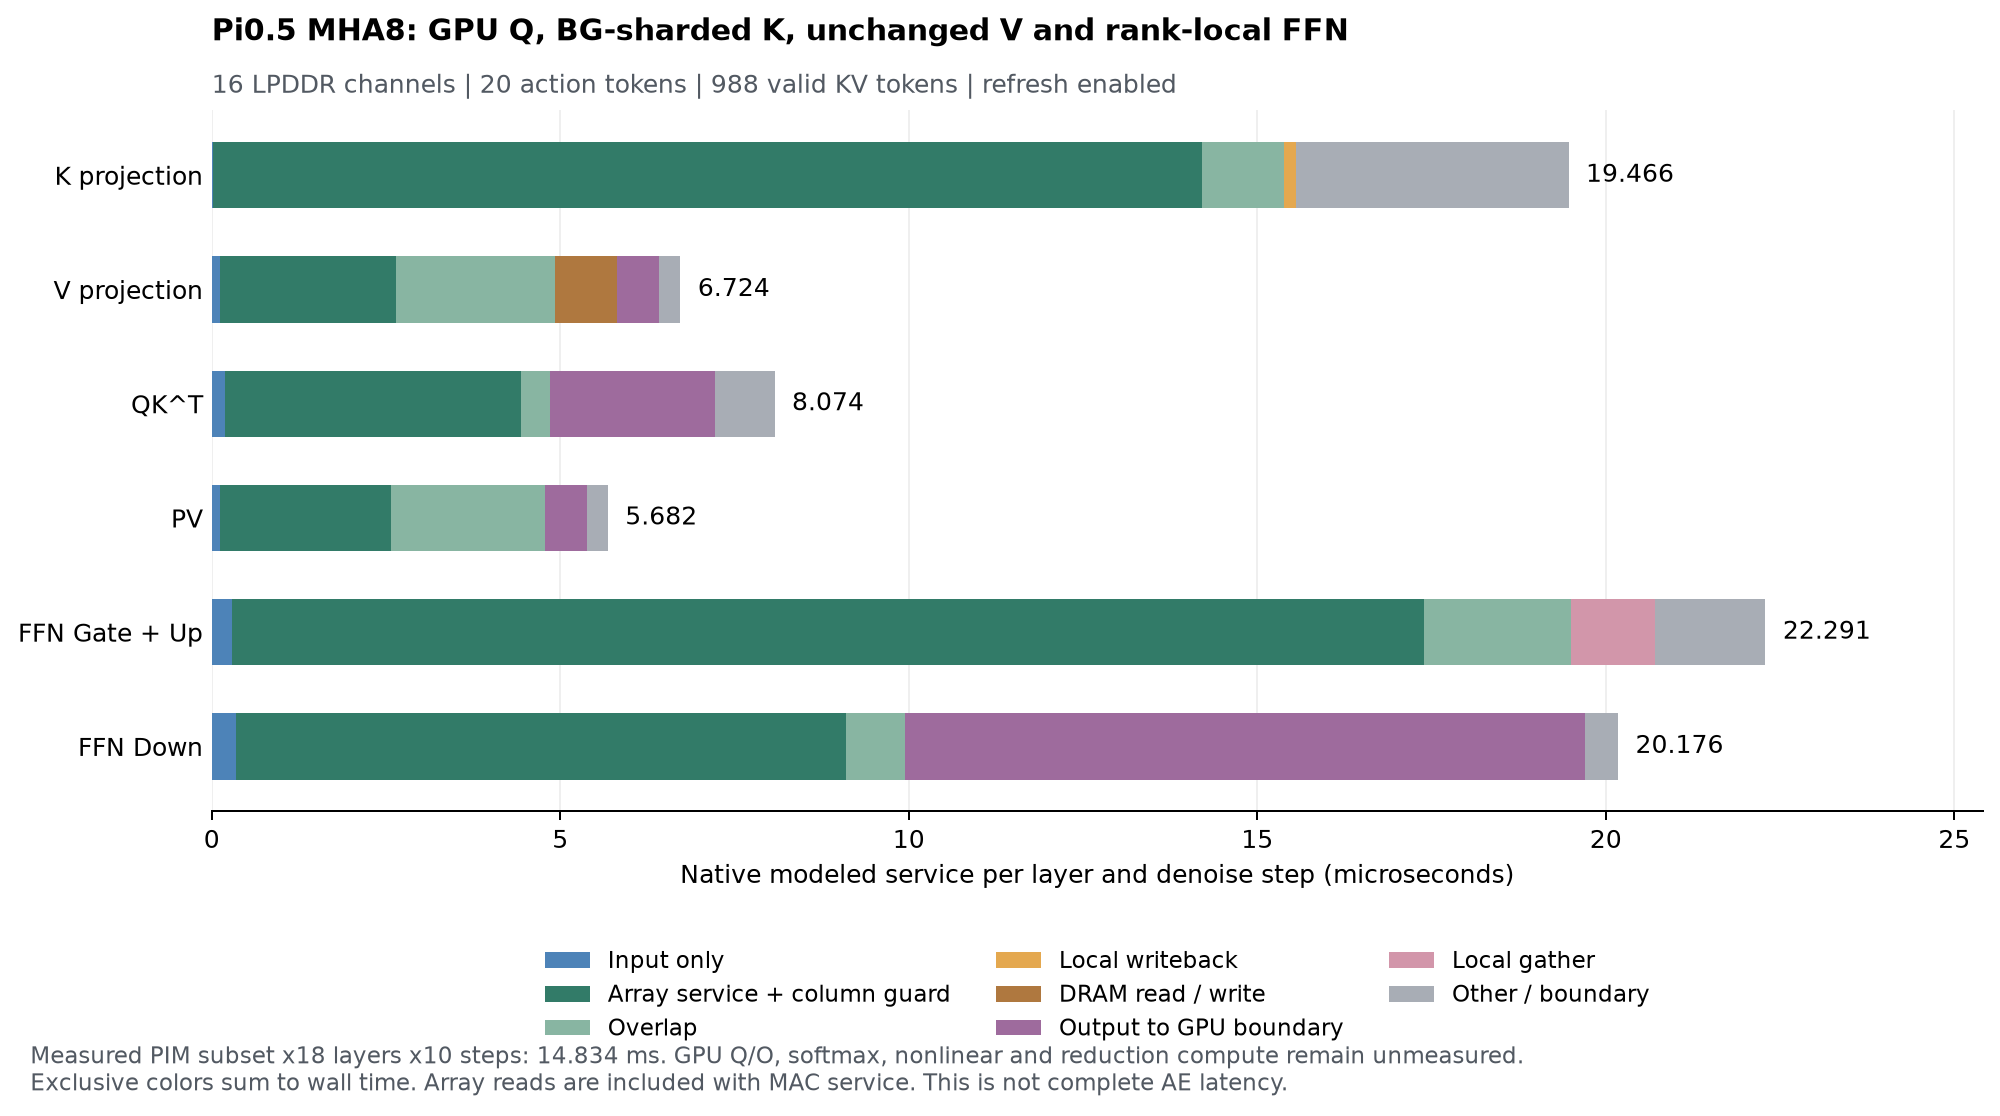 Pi0.5 MHA8: GPU Q, BG-sharded K, unchanged V and rank-local FFN
16 LPDDR channels | 20 action tokens | 988 valid KV tokens | refresh enabled
K projection
19.466
V projection
6.724
QK^T
8.074
PV
5.682
FFN Gate + Up
22.291
FFN Down
20.176
0
5
10
15
20
25
Native modeled service per layer and denoise step (microseconds)
Input only
Array service + column guard
Overlap
Local writeback
DRAM read / write
Output to GPU boundary
Local gather
Other / boundary
Measured PIM subset x18 layers x10 steps: 14.834 ms. GPU Q/O, softmax, nonlinear and reduction compute remain unmeasured.
Exclusive colors sum to wall time. Array reads are included with MAC service. This is not complete AE latency.